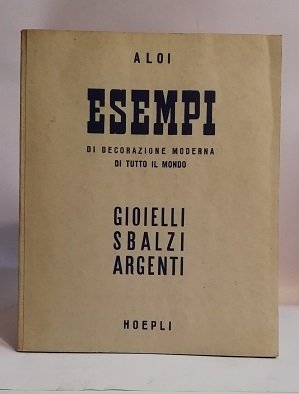 ALOI
ESEMPI
DI DECORAZIONE MODERNA
DI TUTTO IL MONDO
GIOIELLI
SBALZI
ARGENTI
HOEPLI